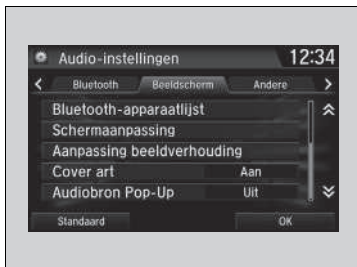 Audio-instellingen 12:34
Bluetooth Beeldscherm Andere
Bluetooth-apparaatlijst
Schermaanpassing
Aanpassing beeldverhouding
Cover art Aan
Audiobron Pop-Up Uit
Standaard OK